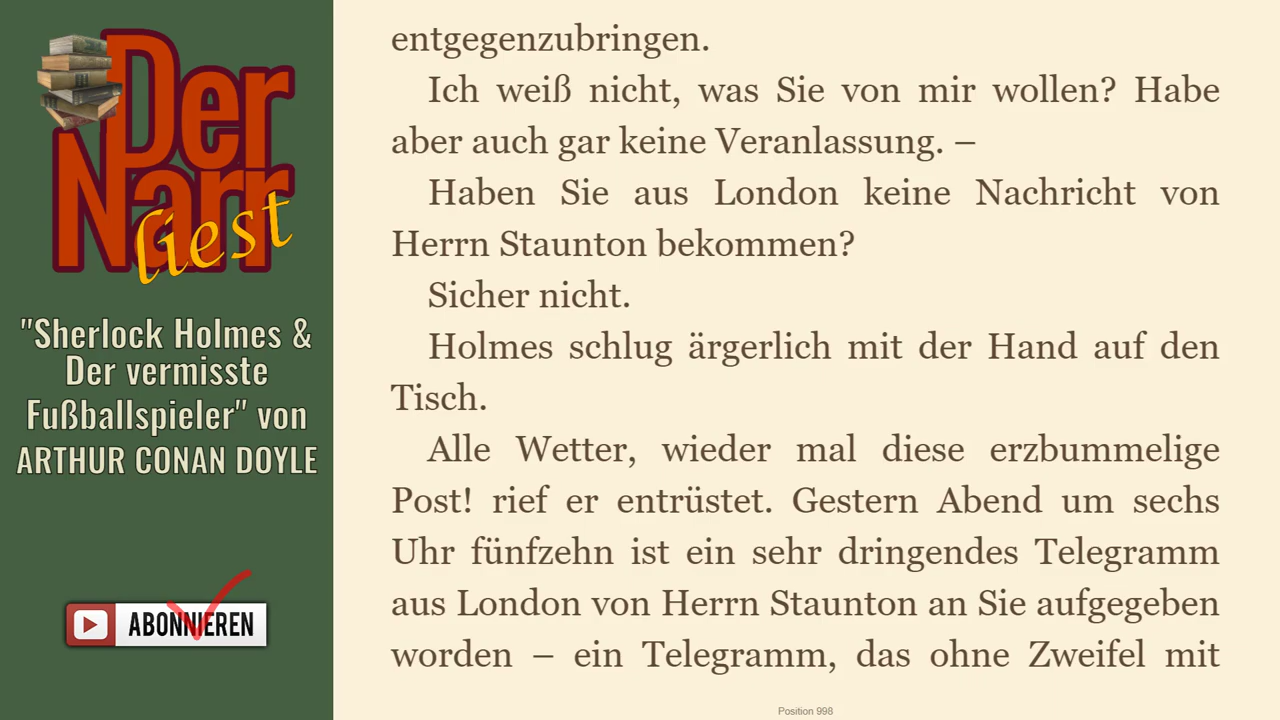 Der
Narr
liest
"Sherlock Holmes &
Der vermisste
Fußballspieler" von
ARTHUR CONAN DOYLE
ABONNIEREN
entgegenzubringen.
Ich weiß nicht, was Sie von mir wollen? Habe
aber auch gar keine Veranlassung. –
Haben Sie aus London keine Nachricht von
Herrn Staunton bekommen?
Sicher nicht.
Holmes schlug ärgerlich mit der Hand auf den
Tisch.
Alle Wetter, wieder mal diese erzbummelige
Post! rief er entrüstet. Gestern Abend um sechs
Uhr fünfzehn ist ein sehr dringendes Telegramm
aus London von Herrn Staunton an Sie aufgegeben
worden – ein Telegramm, das ohne Zweifel mit
Position 998